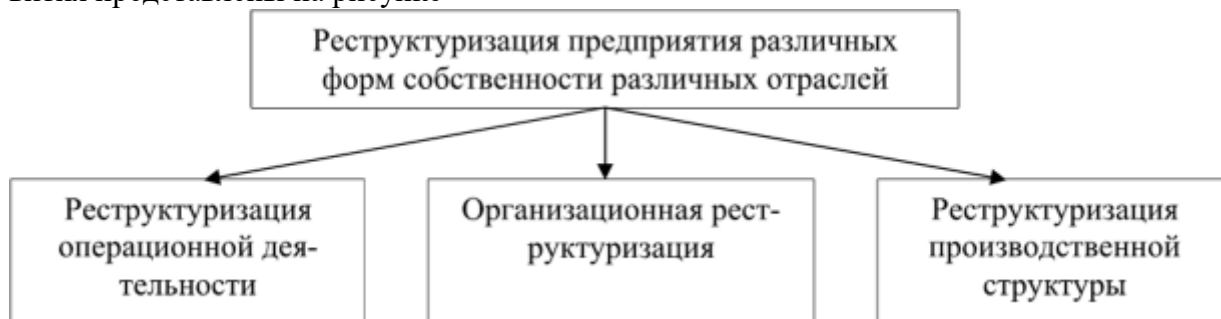 Реструктуризация предприятия различных
форм собственности различных отраслей
Реструктуризация
операционной дея-
тельности
Организационная рест-
руктуризация
Реструктуризация
производственной
структуры